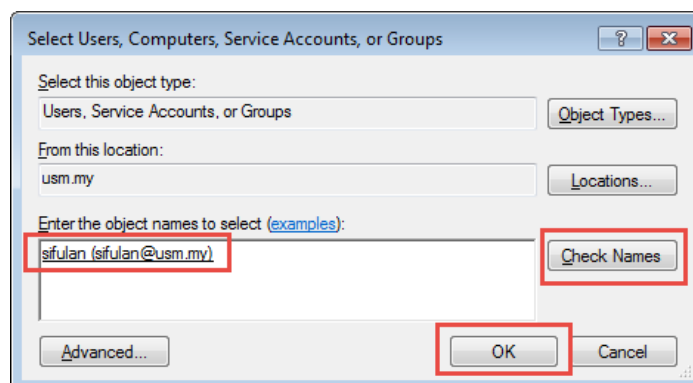 Select Users, Computers, Service Accounts, or Groups
Select this object type:
Users, Service Accounts, or Groups
Object Types...
From this location:
usm.my
Locations...
Enter the object names to select (examples):
sifulan (sifulan@usm.my)
Check Names
Advanced...
OK
Cancel